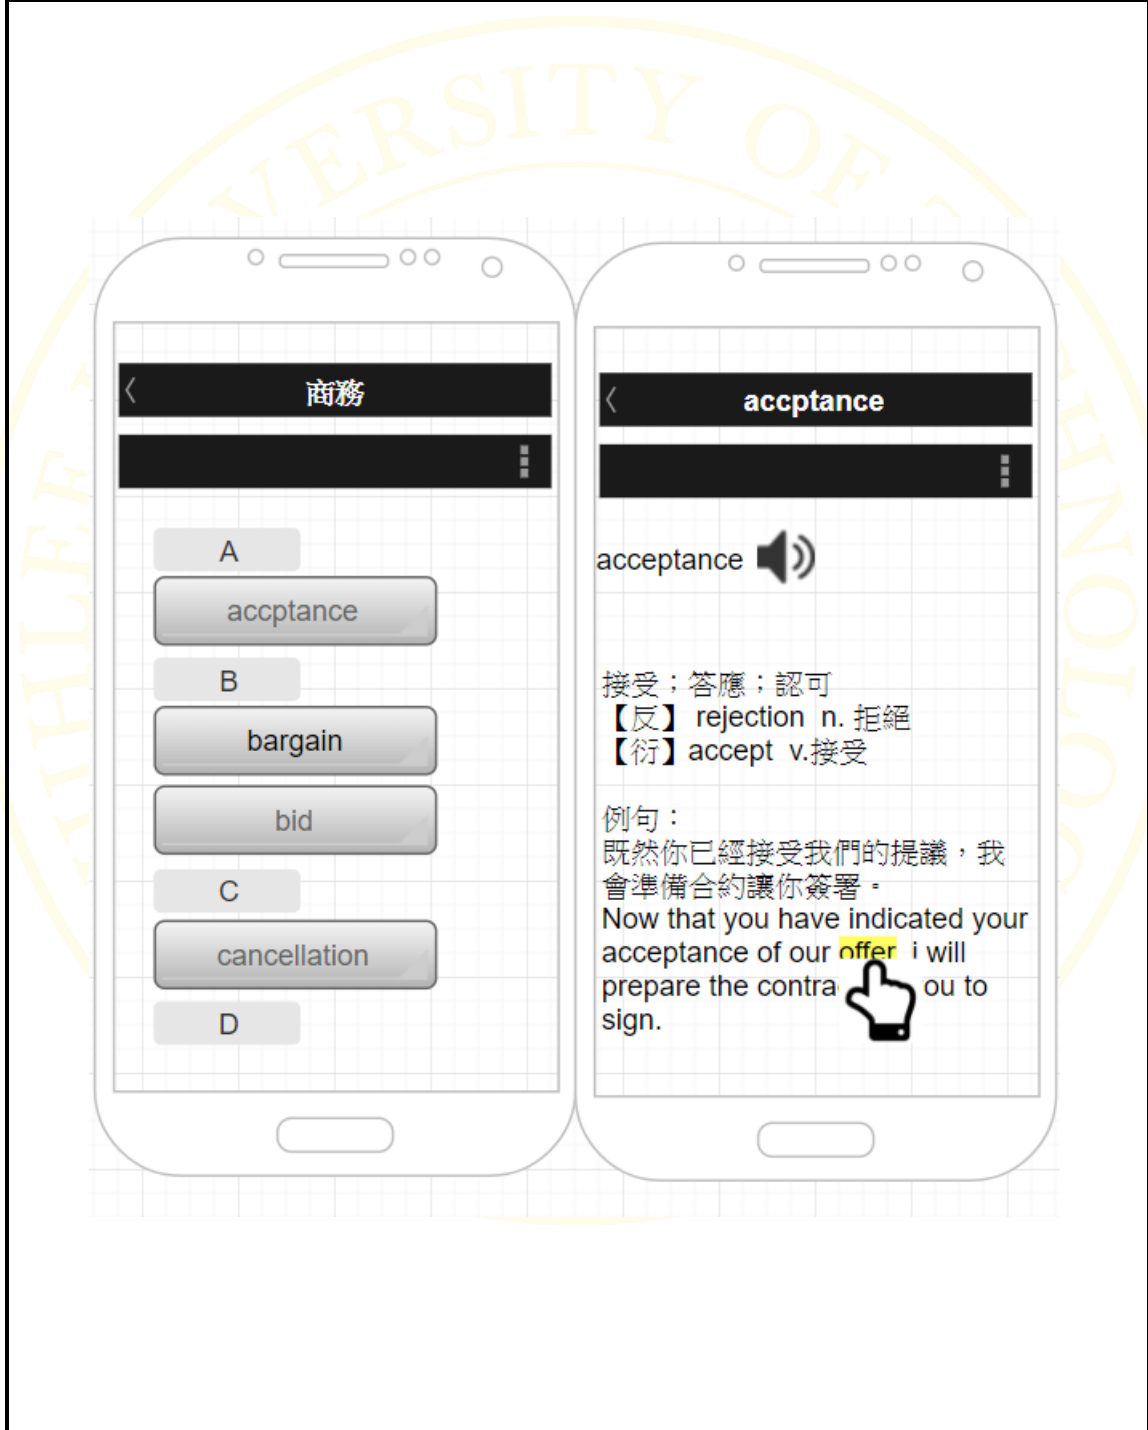 商務
A
accptance
B
bargain
bid
C
cancellation
D
accptance
acceptance
接受；答應；認可
【反】 rejection n. 拒絕
【衍】accept v.接受
例句：
既然你已經接受我們的提議，我
會準備合約讓你簽署。
Now that you have indicated your
acceptance of our offer i will
prepare the contra ou to
sign.